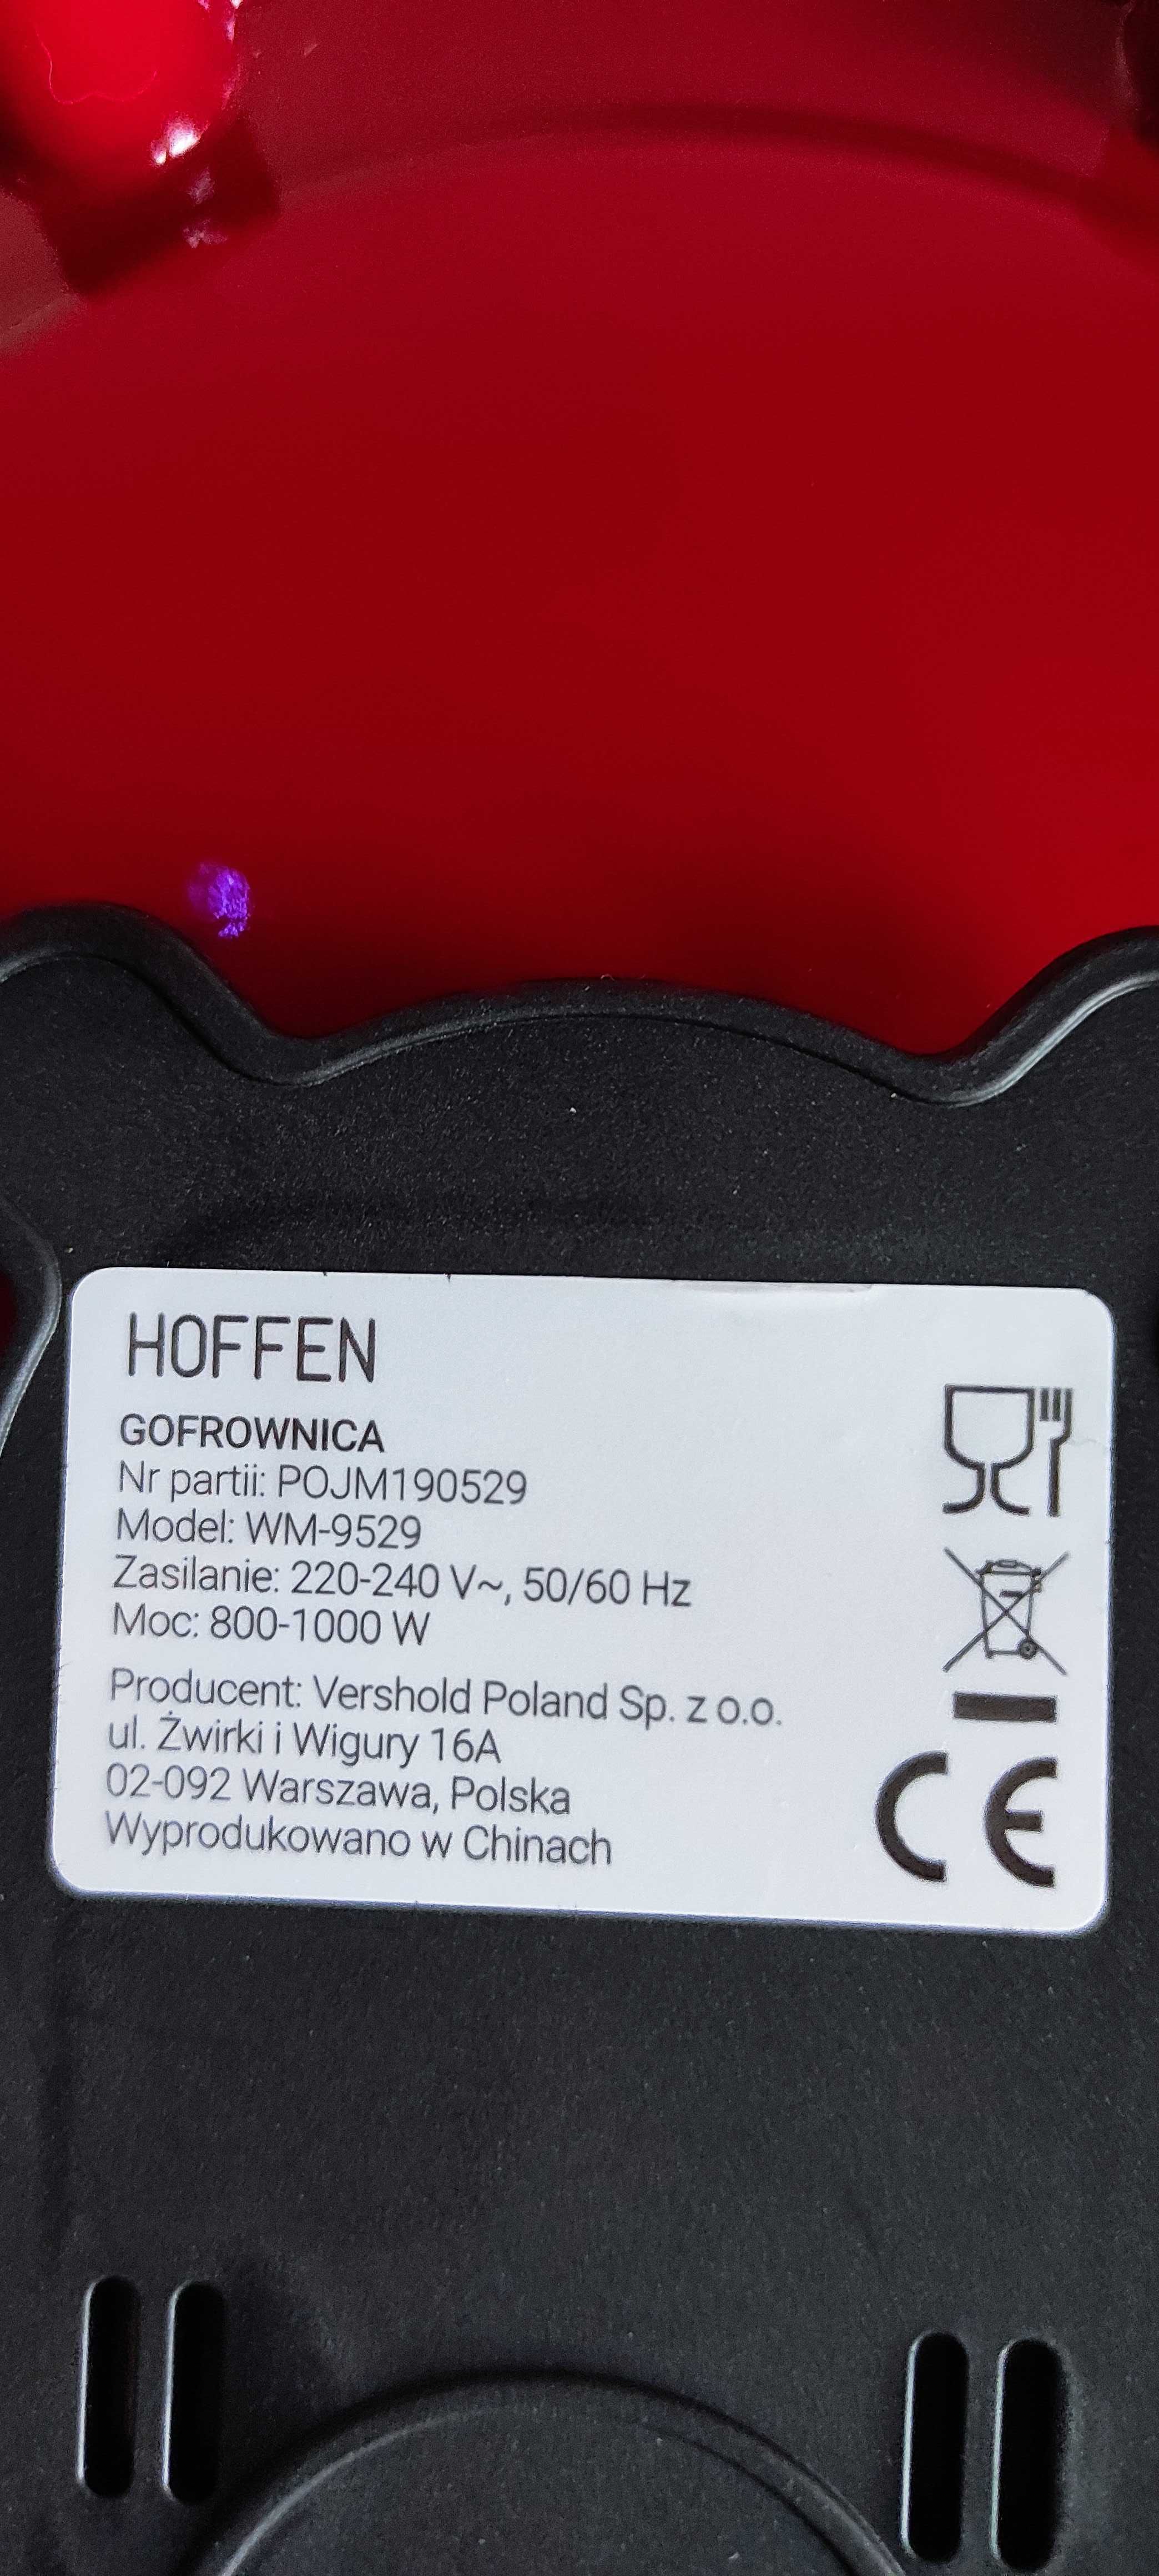 HOFFEN
GOFROWNICA
Nr partii: POJM190529
Model: WM-9529
Zasilanie: 220-240 V~, 50/60 Hz
Moc: 800-1000 W
Producent: Vershold Poland Sp. z o.o.
ul. Żwirki i Wigury 16A
02-092 Warszawa, Polska
Wyprodukowano w Chinach
CE